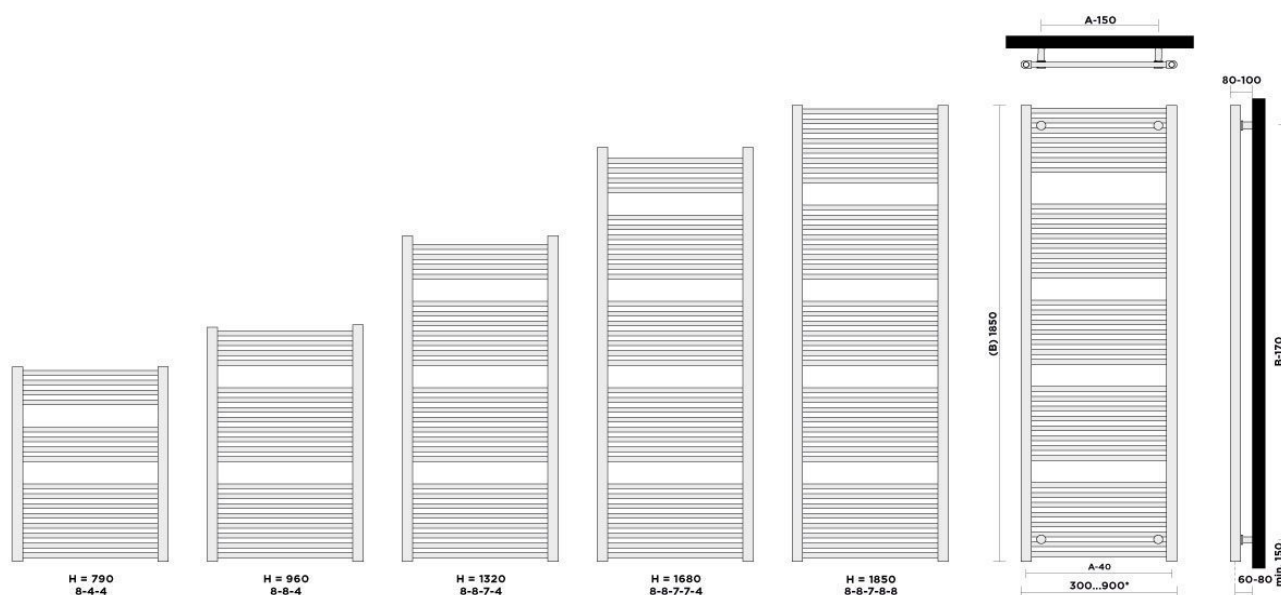 A-150
80-100
(B) 1850
B-170
min. 150
A-40
300...900*
60-80
H = 790
8-4-4
H = 960
8-8-4
H = 1320
8-8-7-4
H = 1680
8-8-7-7-4
H = 1850
8-8-7-8-8